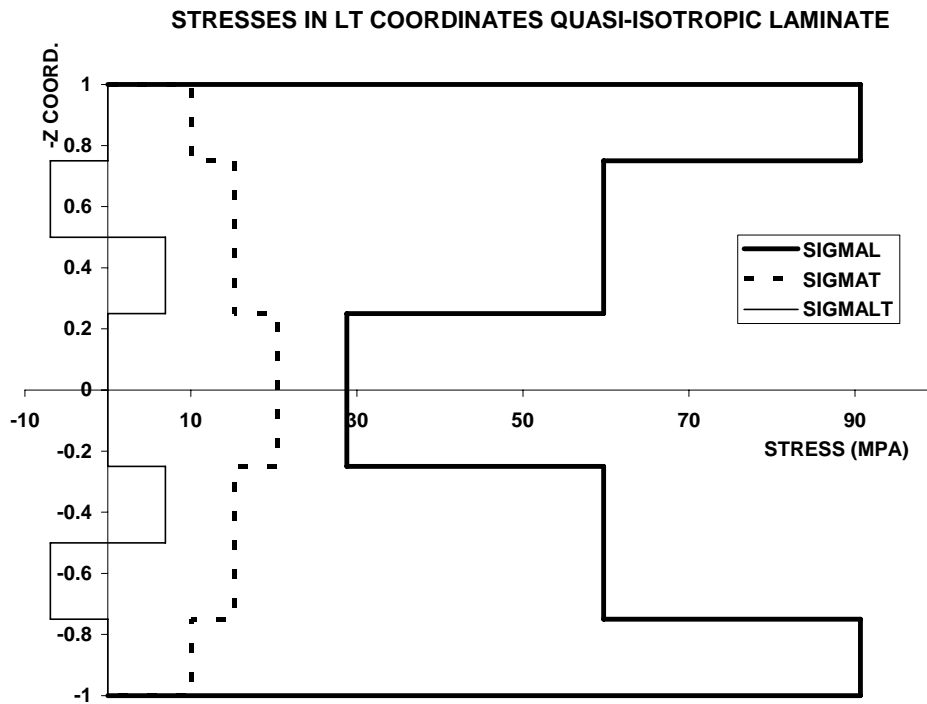 STRESSES IN LT COORDINATES QUASI-ISOTROPIC LAMINATE
-Z COORD.
1
0.8
0.6
0.4
0.2
0
-0.2
-0.4
-0.6
-0.8
-1
-10 10 30 50 70 90
STRESS (MPA)
SIGMAL
SIGMAT
SIGMALT